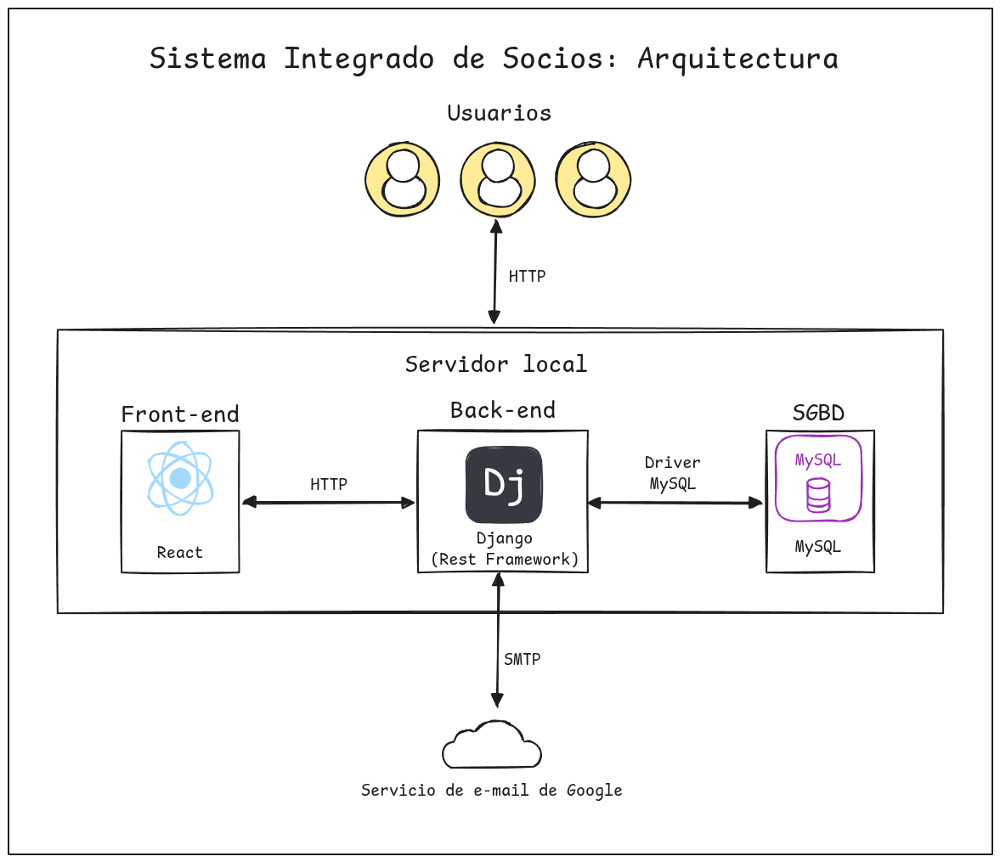 Sistema Integrado de Socios: Arquitectura
Usuarios
HTTP
Servidor local
Front-end
React
HTTP
Back-end
Dj
Django
(Rest Framework)
Driver
MySQL
SGBD
MySQL
MySQL
SMTP
Servicio de e-mail de Google